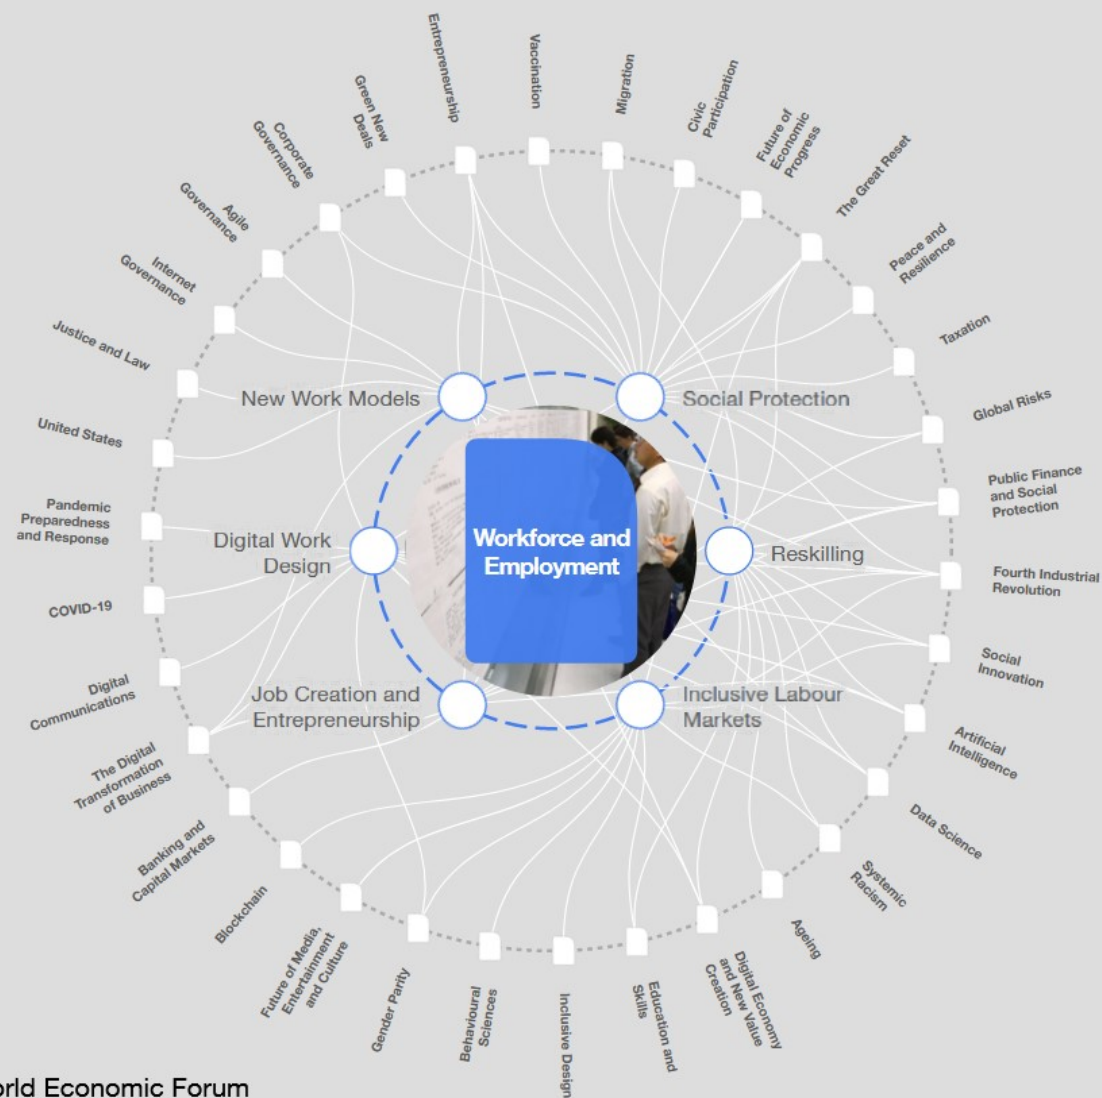 Entrepreneurship
Vaccination
Migration
Civic
Participation
Future of
Economic
Progress
The Great Reset
Peace and
Resilience
Taxation
Global Risks
Public Finance
and Social
Protection
Fourth Industrial
Revolution
Social
Innovation
Artificial
Intelligence
Data Science
Systemic
Racism
Ageing
Digital Economy
and New Value
Creation
Education and
Skills
Inclusive Design
Behavioural
Sciences
Gender Parity
Future of Media,
Entertainment
and Culture
Blockchain
Banking and
Capital Markets
The Digital
Transformation
of Business
Digital
Communications
COVID-19
Pandemic
Preparedness
and Response
United States
Justice and Law
Internet
Governance
Agile
Governance
Corporate
Governance
Green New
Deals
New Work Models
Social Protection
Digital Work
Design
Workforce and
Employment
Reskilling
Job Creation and
Entrepreneurship
Inclusive Labour
Markets
orld Economic Forum